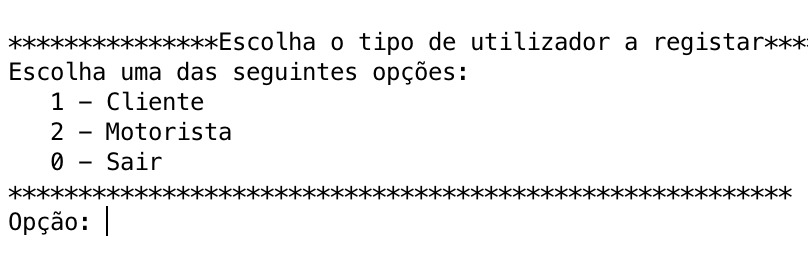 ***************Escolha o tipo de utilizador a registar****
Escolha uma das seguintes opções:
   1 – Cliente
   2 – Motorista
   0 – Sair
********************************************************
Opção: